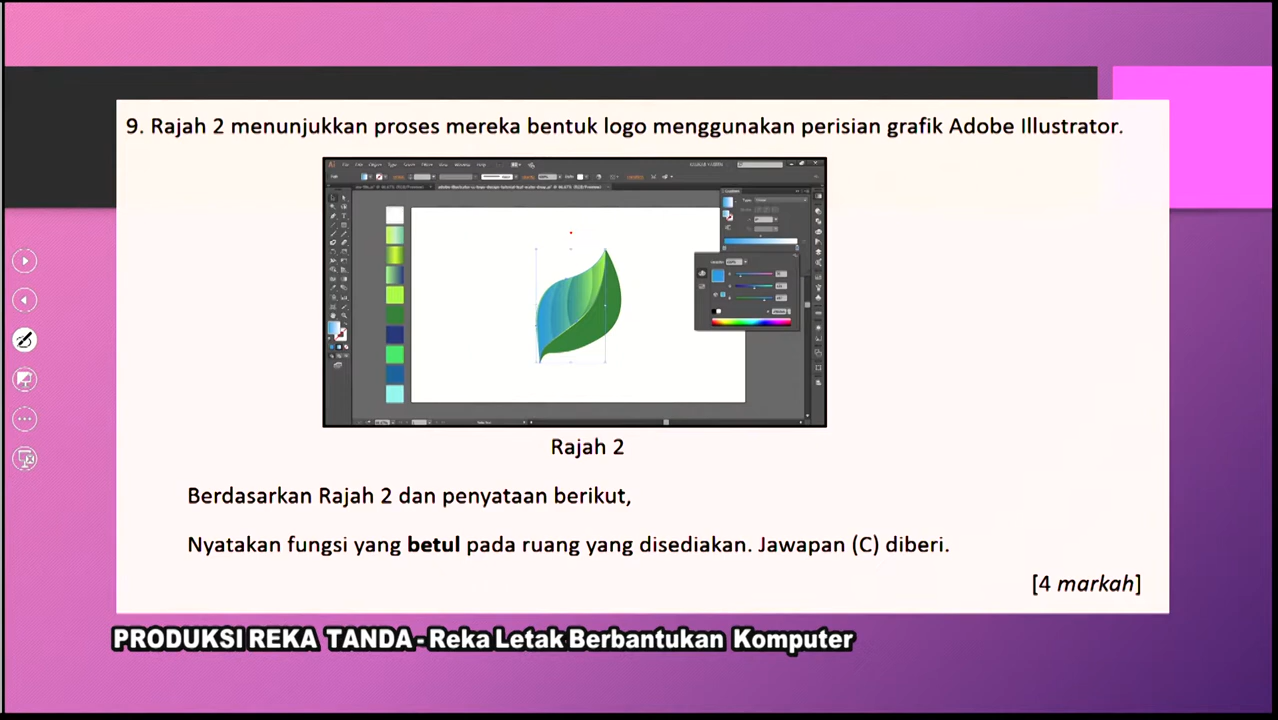 9. Rajah 2 menunjukkan proses mereka bentuk logo menggunakan perisian grafik Adobe Illustrator.
Rajah 2
Berdasarkan Rajah 2 dan penyataan berikut,
Nyatakan fungsi yang betul pada ruang yang disediakan. Jawapan (C) diberi.
[4 markah]
PRODUKSI REKA TANDA - Reka Letak Berbantukan Komputer